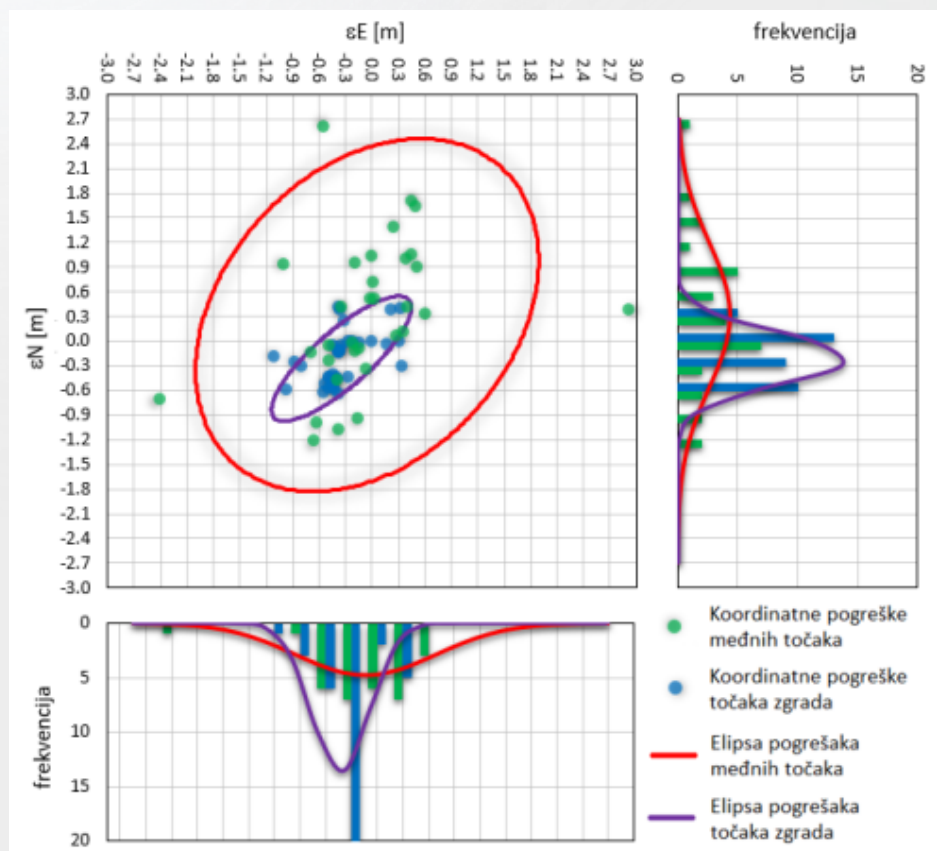 εE [m]
-3.0 -2.7 -2.4 -2.1 -1.8 -1.5 -1.2 -0.9 -0.6 -0.3 0.0 0.3 0.6 0.9 1.2 1.5 1.8 2.1 2.4 2.7 3.0
frekvencija
0 5 10 15 20
εN [m]
3.0
2.7
2.4
2.1
1.8
1.5
1.2
0.9
0.6
0.3
0.0
-0.3
-0.6
-0.9
-1.2
-1.5
-1.8
-2.1
-2.4
-2.7
-3.0
frekvencija
0
5
10
15
20
Koordinatne pogreške
međnih točaka
Koordinatne pogreške
točaka zgrada
Elipsa pogrešaka
međnih točaka
Elipsa pogrešaka
točaka zgrada